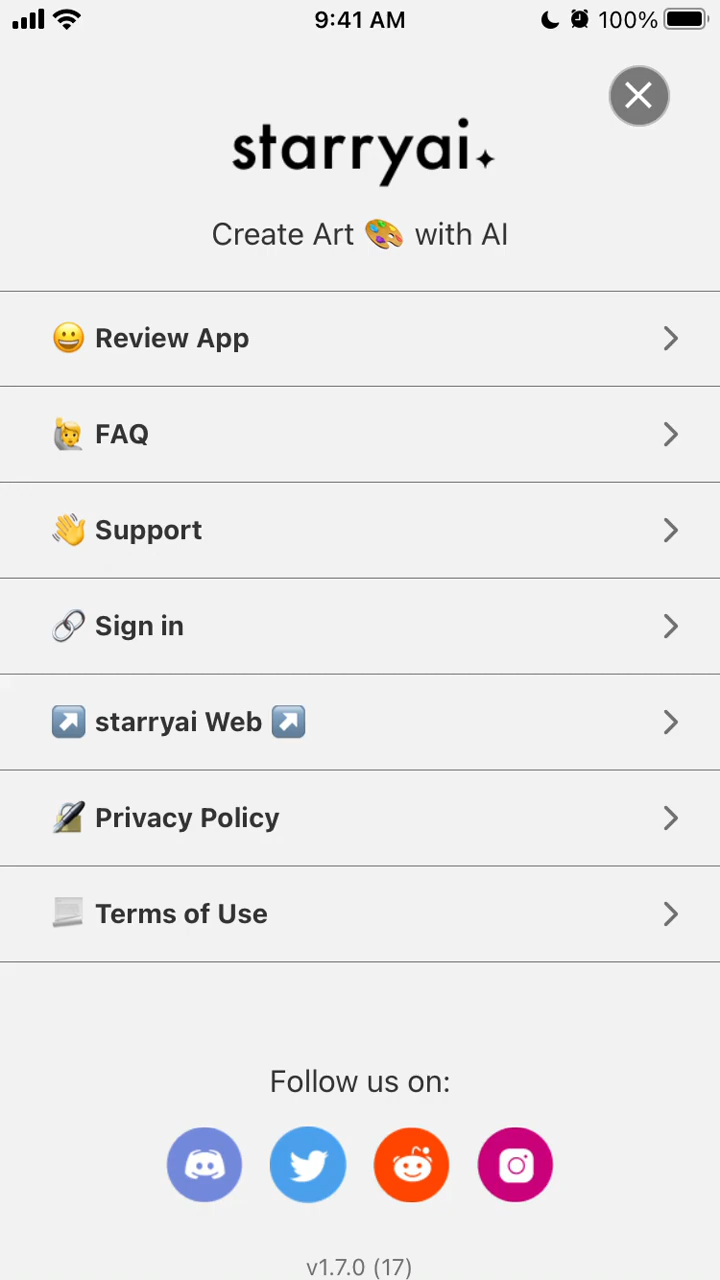 9:41 AM
100%
starryai
Create Art 🎨 with AI
Review App
FAQ
Support
Sign in
starryai Web
Privacy Policy
Terms of Use
Follow us on:
v1.7.0 (17)